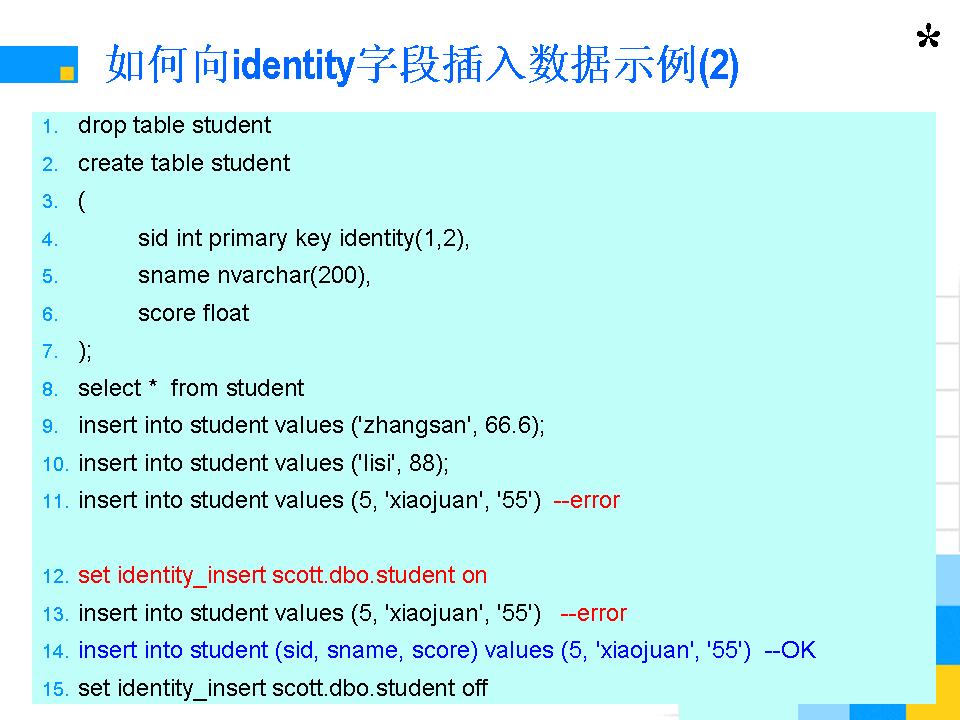 如何向identity字段插入数据示例(2)
*
1. drop table student
2. create table student
3. (
4. sid int primary key identity(1,2),
5. sname nvarchar(200),
6. score float
7. );
8. select *  from student
9. insert into student values ('zhangsan', 66.6);
10. insert into student values ('lisi', 88);
11. insert into student values (5, 'xiaojuan', '55')  --error
12. set identity_insert scott.dbo.student on
13. insert into student values (5, 'xiaojuan', '55')   --error
14. insert into student (sid, sname, score) values (5, 'xiaojuan', '55')  --OK
15. set identity_insert scott.dbo.student off